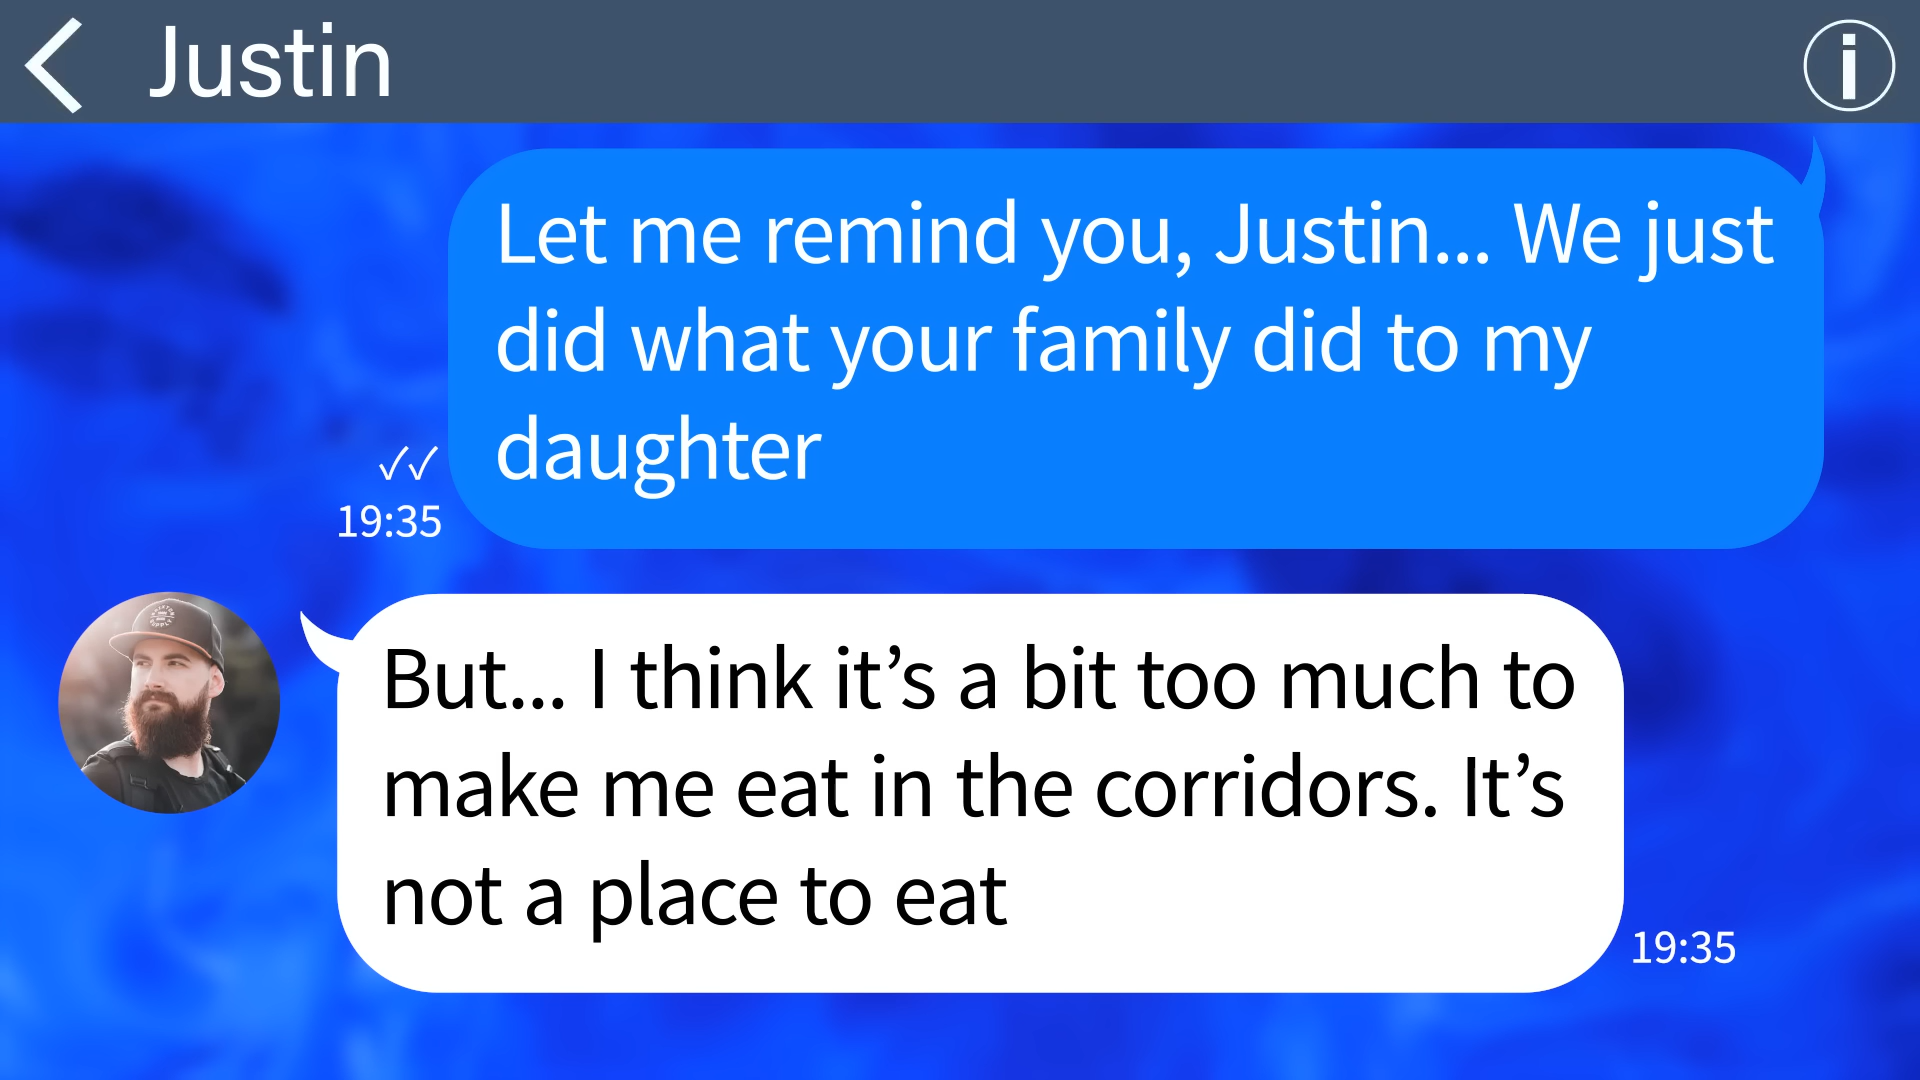 Justin
Let me remind you, Justin... We just
did what your family did to my
daughter
✓✓
19:35
But... I think it’s a bit too much to
make me eat in the corridors. It’s
not a place to eat
19:35